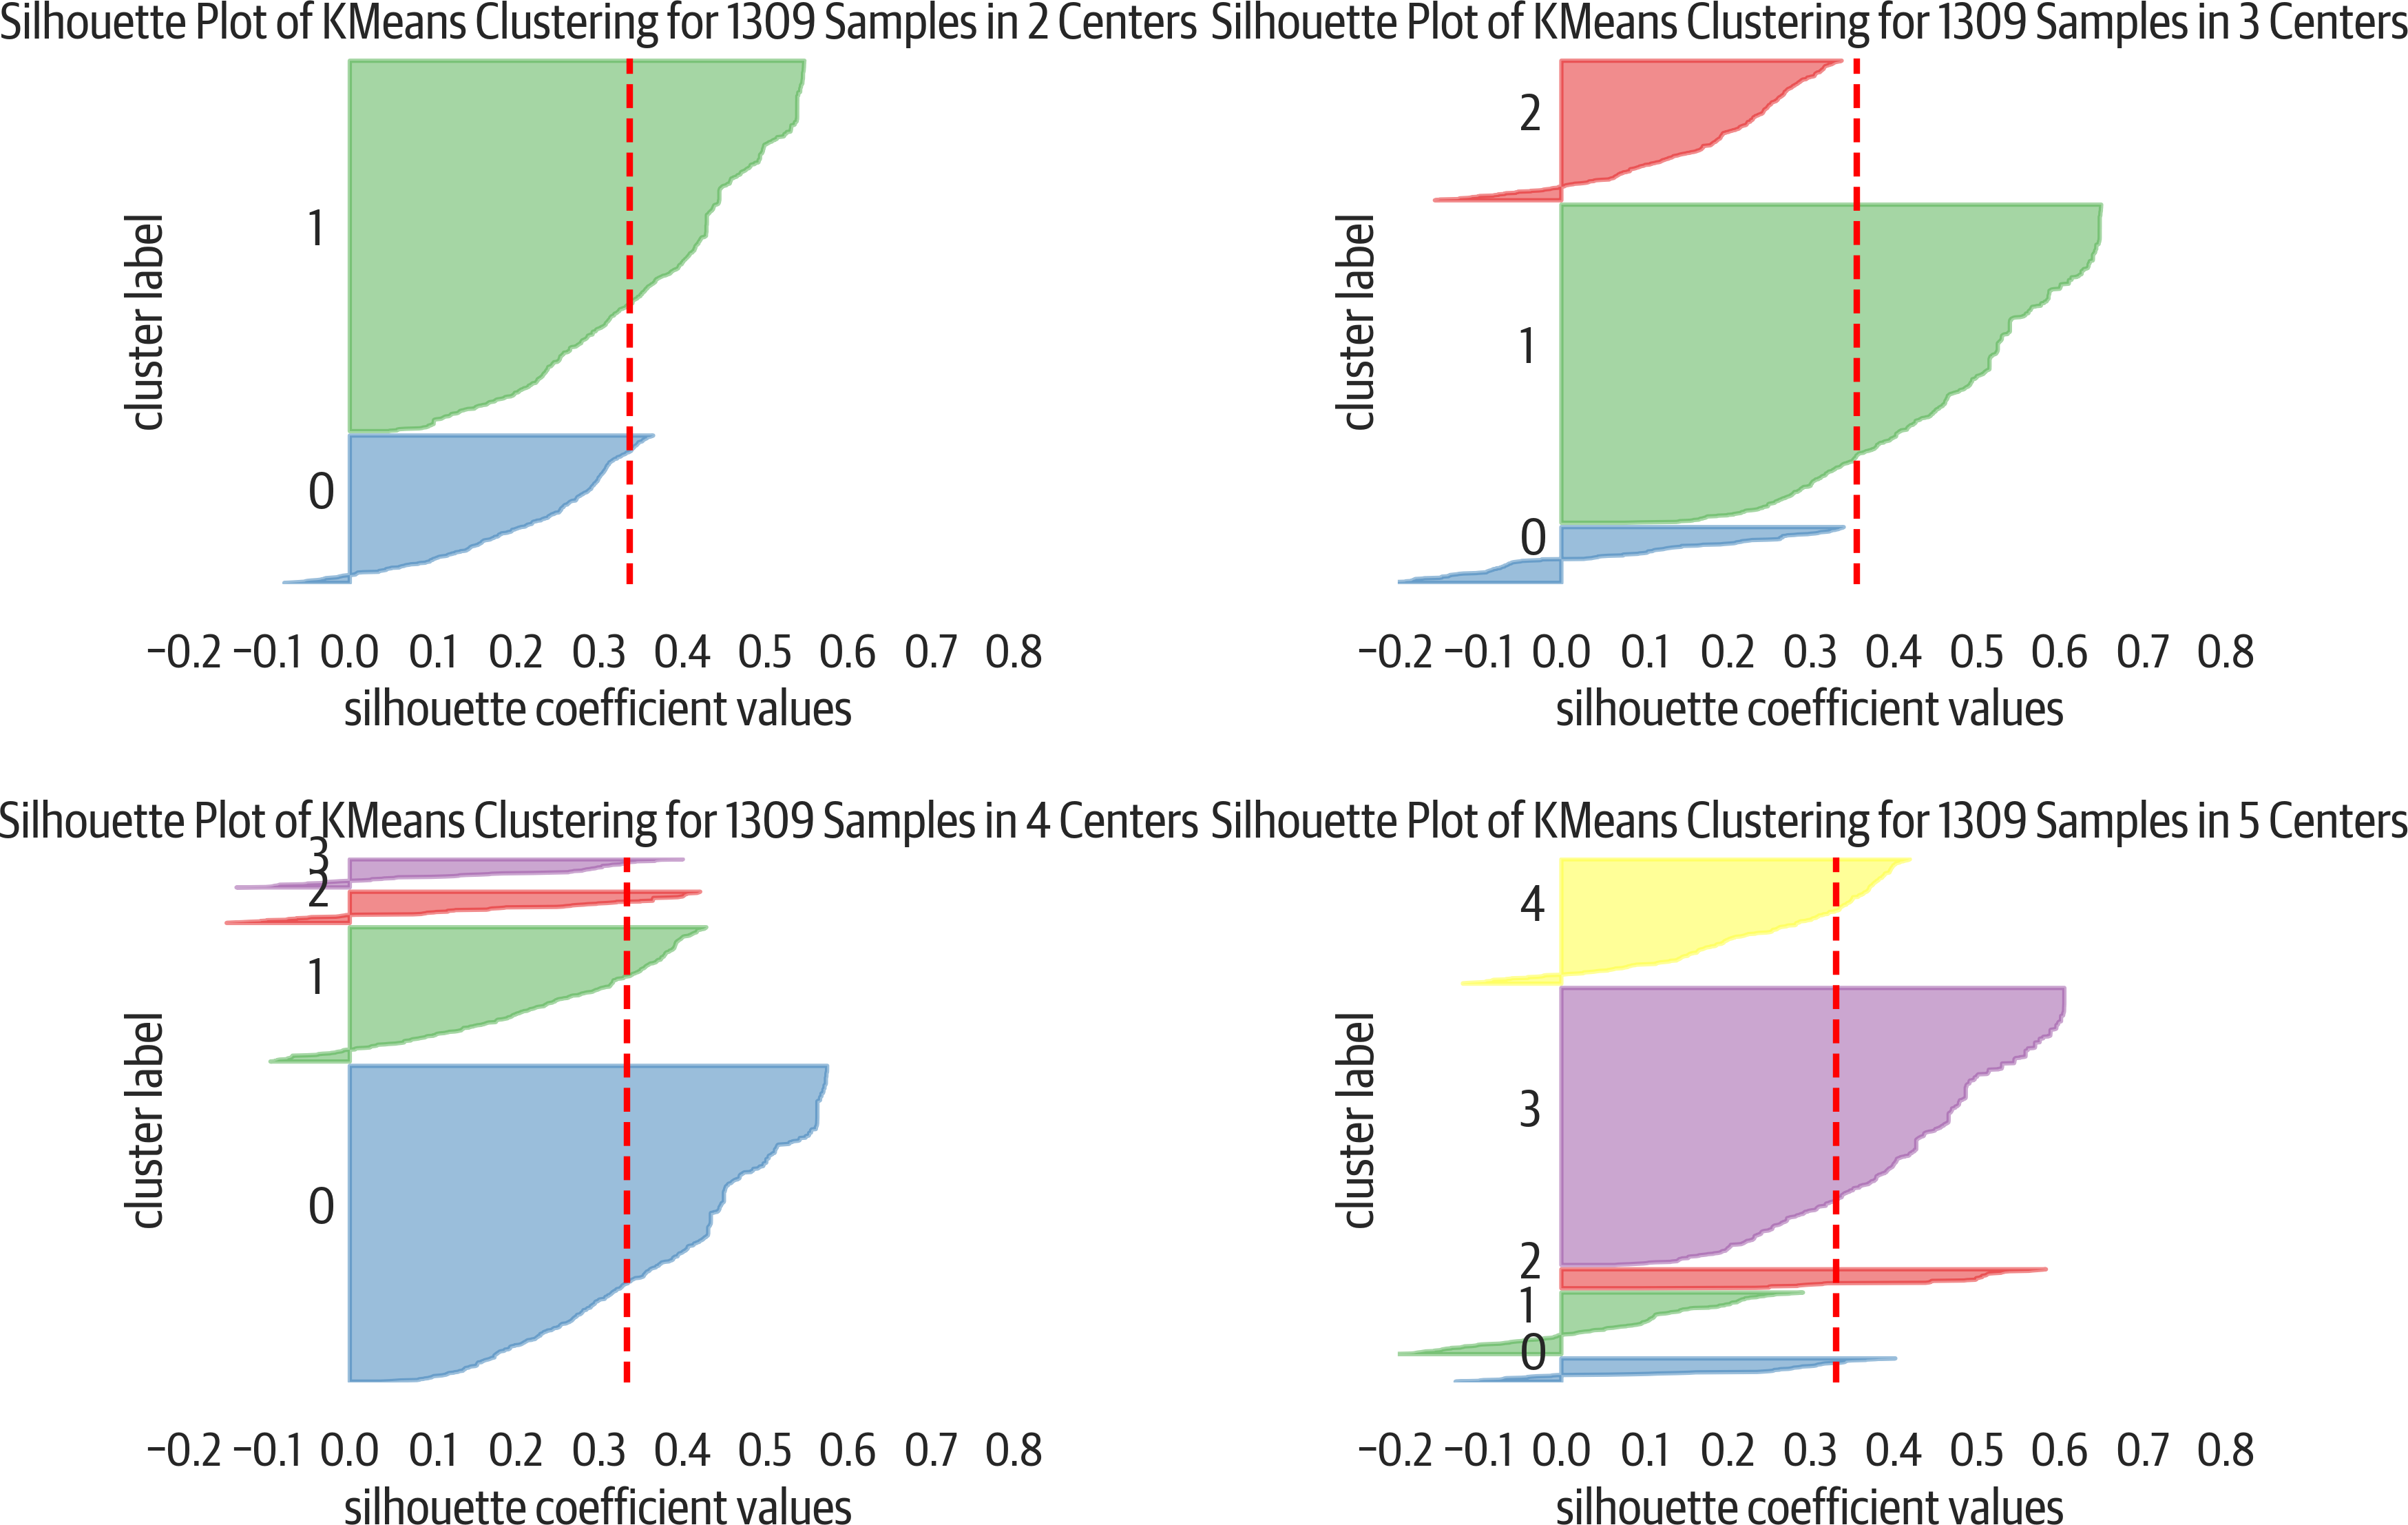 Silhouette Plot of KMeans Clustering for 1309 Samples in 2 Centers
1
0
cluster label
−0.2 −0.1 0.0 0.1 0.2 0.3 0.4 0.5 0.6 0.7 0.8
silhouette coefficient values
Silhouette Plot of KMeans Clustering for 1309 Samples in 3 Centers
2
1
0
cluster label
−0.2 −0.1 0.0 0.1 0.2 0.3 0.4 0.5 0.6 0.7 0.8
silhouette coefficient values
Silhouette Plot of KMeans Clustering for 1309 Samples in 4 Centers
3
2
1
0
cluster label
−0.2 −0.1 0.0 0.1 0.2 0.3 0.4 0.5 0.6 0.7 0.8
silhouette coefficient values
Silhouette Plot of KMeans Clustering for 1309 Samples in 5 Centers
4
3
2
1
0
cluster label
−0.2 −0.1 0.0 0.1 0.2 0.3 0.4 0.5 0.6 0.7 0.8
silhouette coefficient values